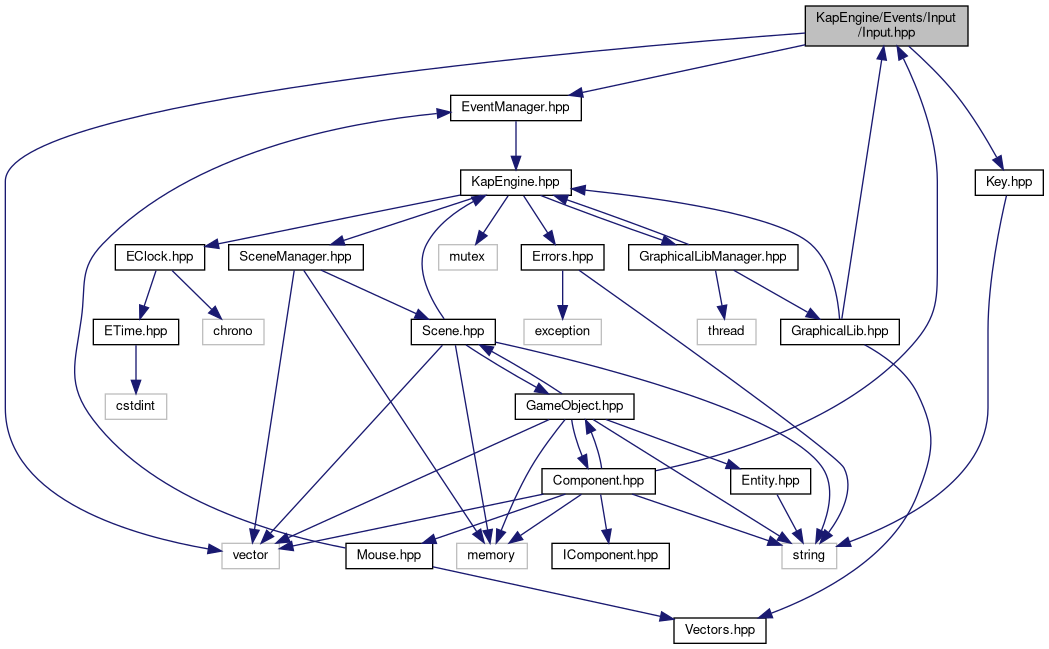 KapEngine/Events/Input
/Input.hpp
EventManager.hpp
KapEngine.hpp
Key.hpp
EClock.hpp
SceneManager.hpp
mutex
Errors.hpp
GraphicalLibManager.hpp
ETime.hpp
chrono
Scene.hpp
exception
thread
GraphicalLib.hpp
cstdint
GameObject.hpp
Component.hpp
Entity.hpp
vector
Mouse.hpp
memory
IComponent.hpp
string
Vectors.hpp